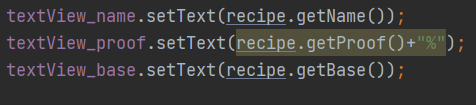 textView_name.setText(recipe.getName());
textView_proof.setText(recipe.getProof()+"%");
textView_base.setText(recipe.getBase());